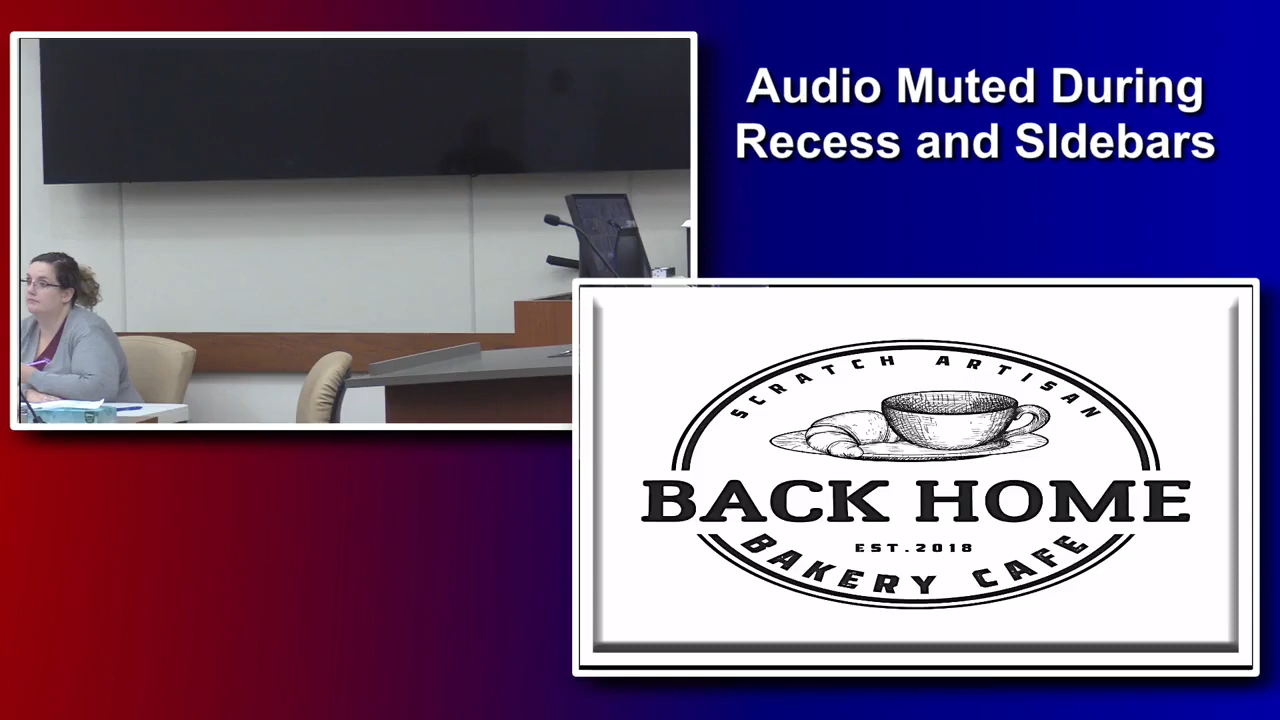 Audio Muted During
Recess and SIdebars
SCRATCH ARTISAN
BACK HOME
EST.2018
BAKERY CAFE